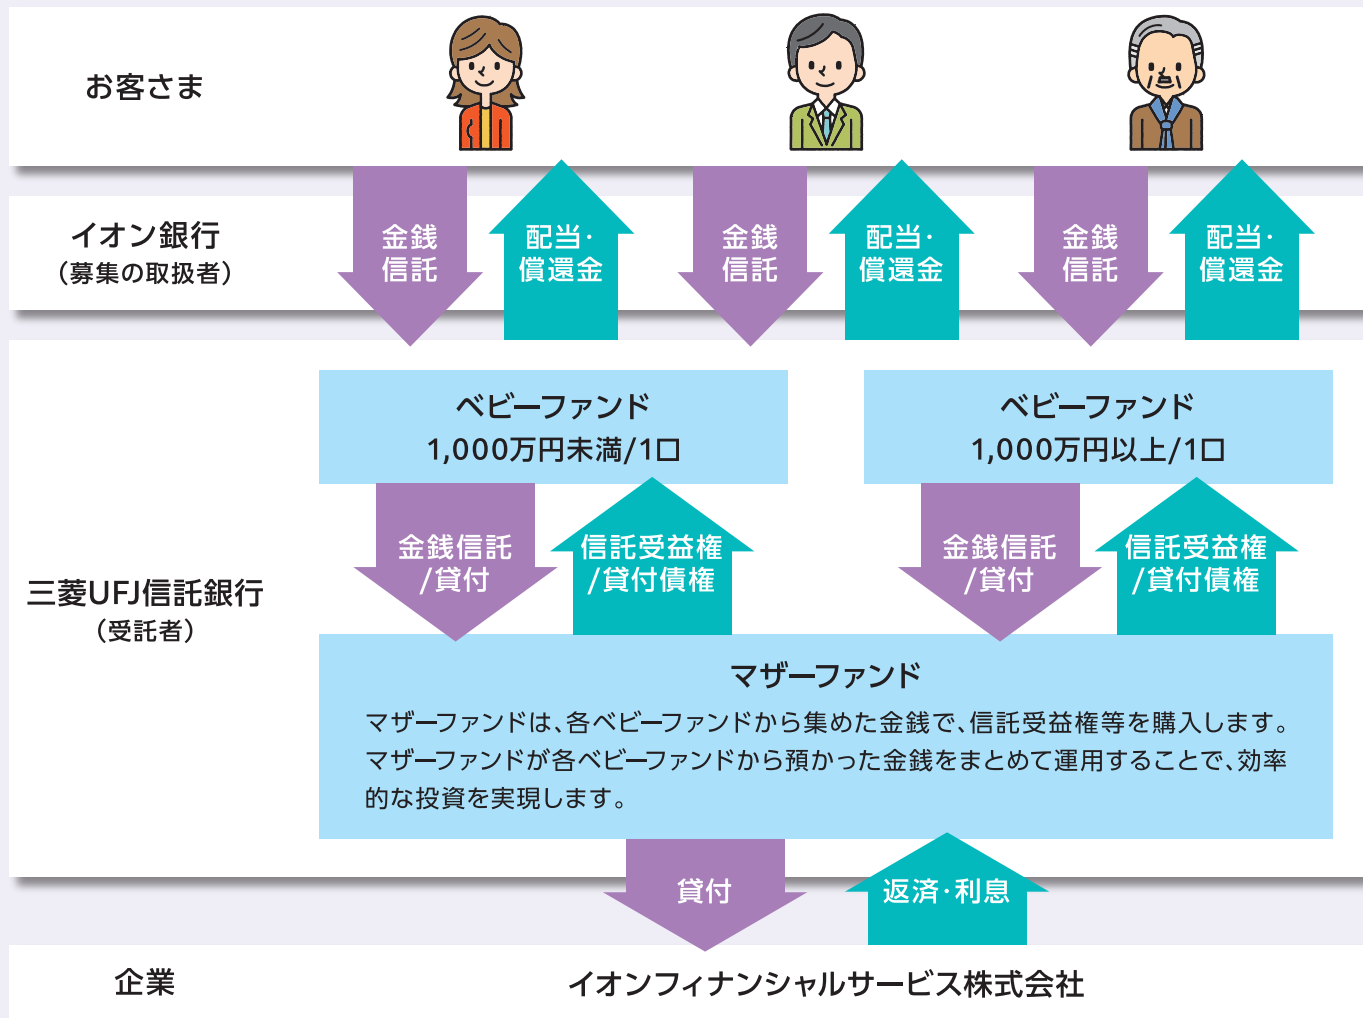 お客さま
イオン銀行
（募集の取扱者）
金銭
信託
配当・
償還金
金銭
信託
配当・
償還金
金銭
信託
配当・
償還金
三菱UFJ信託銀行
（受託者）
ベビーファンド
1,000万円未満/1口
ベビーファンド
1,000万円以上/1口
金銭信託
/貸付
信託受益権
/貸付債権
金銭信託
/貸付
信託受益権
/貸付債権
マザーファンド
マザーファンドは、各ベビーファンドから集めた金銭で、信託受益権等を購入します。
マザーファンドが各ベビーファンドから預かった金銭をまとめて運用することで、効率
的な投資を実現します。
貸付
返済・利息
企業
イオンフィナンシャルサービス株式会社